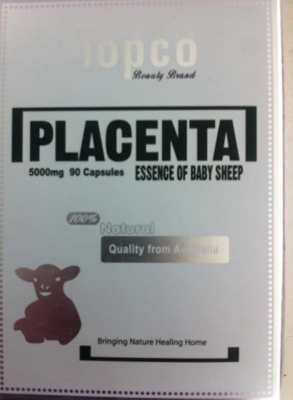 Topco
Beauty Brand
PLACENTA
5000mg 90 Capsules ESSENCE OF BABY SHEEP
100%
Natural
Quality from Australia
Bringing Nature Healing Home